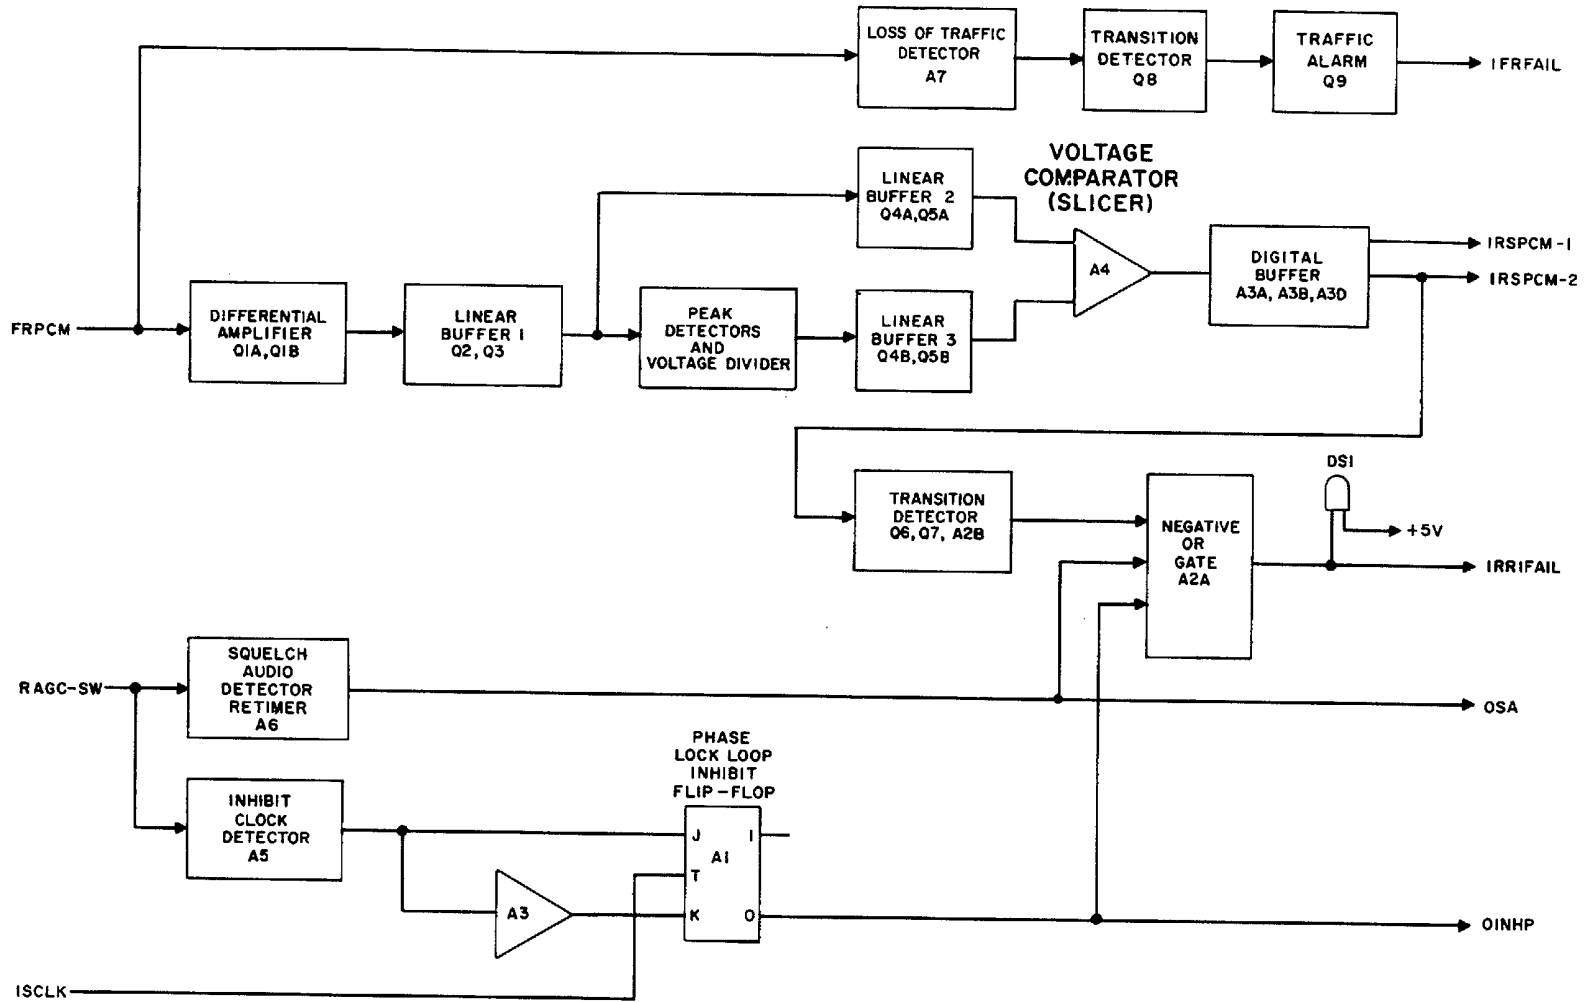 LOSS OF TRAFFIC
DETECTOR
A7
TRANSITION
DETECTOR
Q8
TRAFFIC
ALARM
Q9
IFRFAIL
LINEAR
BUFFER 2
Q4A,Q5A
VOLTAGE
COMPARATOR
(SLICER)
A4
DIGITAL
BUFFER
A3A, A3B, A3D
IRSPCM-1
IRSPCM-2
FRPCM
DIFFERENTIAL
AMPLIFIER
Q1A,Q1B
LINEAR
BUFFER 1
Q2, Q3
PEAK
DETECTORS
AND
VOLTAGE DIVIDER
LINEAR
BUFFER 3
Q4B,Q5B
TRANSITION
DETECTOR
Q6, Q7, A2B
NEGATIVE
OR
GATE
A2A
DS1
+5V
IRRIFAIL
RAGC-SW
SQUELCH
AUDIO
DETECTOR
RETIMER
A6
OSA
INHIBIT
CLOCK
DETECTOR
A5
PHASE
LOCK LOOP
INHIBIT
FLIP-FLOP
J
1
A1
T
K
0
A3
OINHP
ISCLK